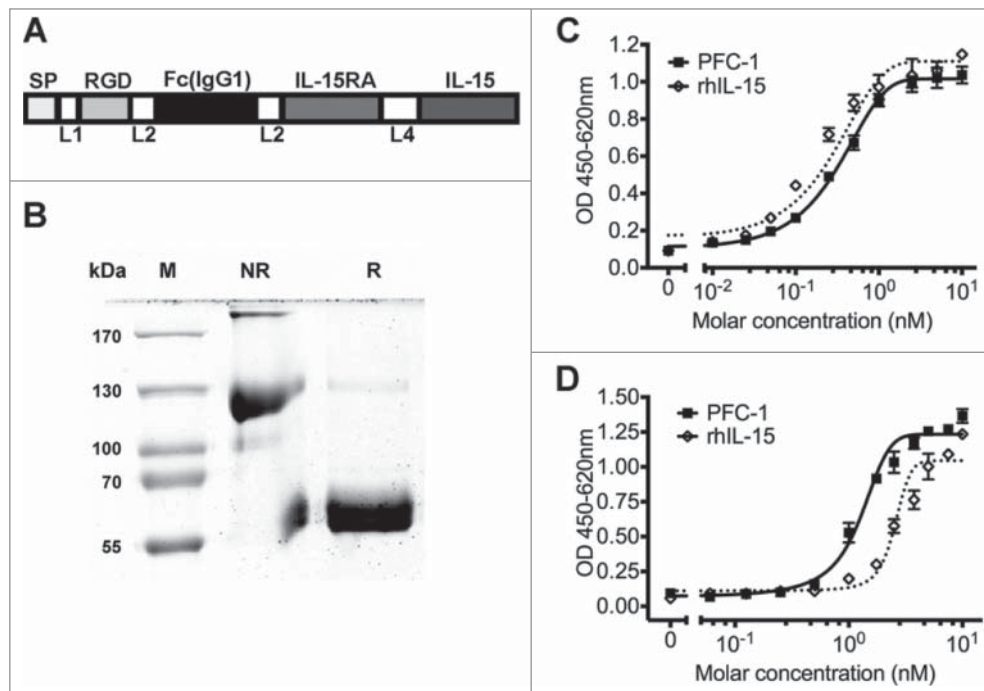 A
SP RGD Fc(IgG1) IL-15RA IL-15
L1 L2 L2 L4
B
kDa M NR R
170
130
100
70
55
C
PFC-1
rhIL-15
OD 450-620nm
1.2
1.0
0.8
0.6
0.4
0.2
0.0
0 10-2 10-1 10⁰ 10¹
Molar concentration (nM)
D
PFC-1
rhIL-15
OD 450-620nm
1.50
1.25
1.00
0.75
0.50
0.25
0.00
0 10-1 10⁰ 10¹
Molar concentration (nM)